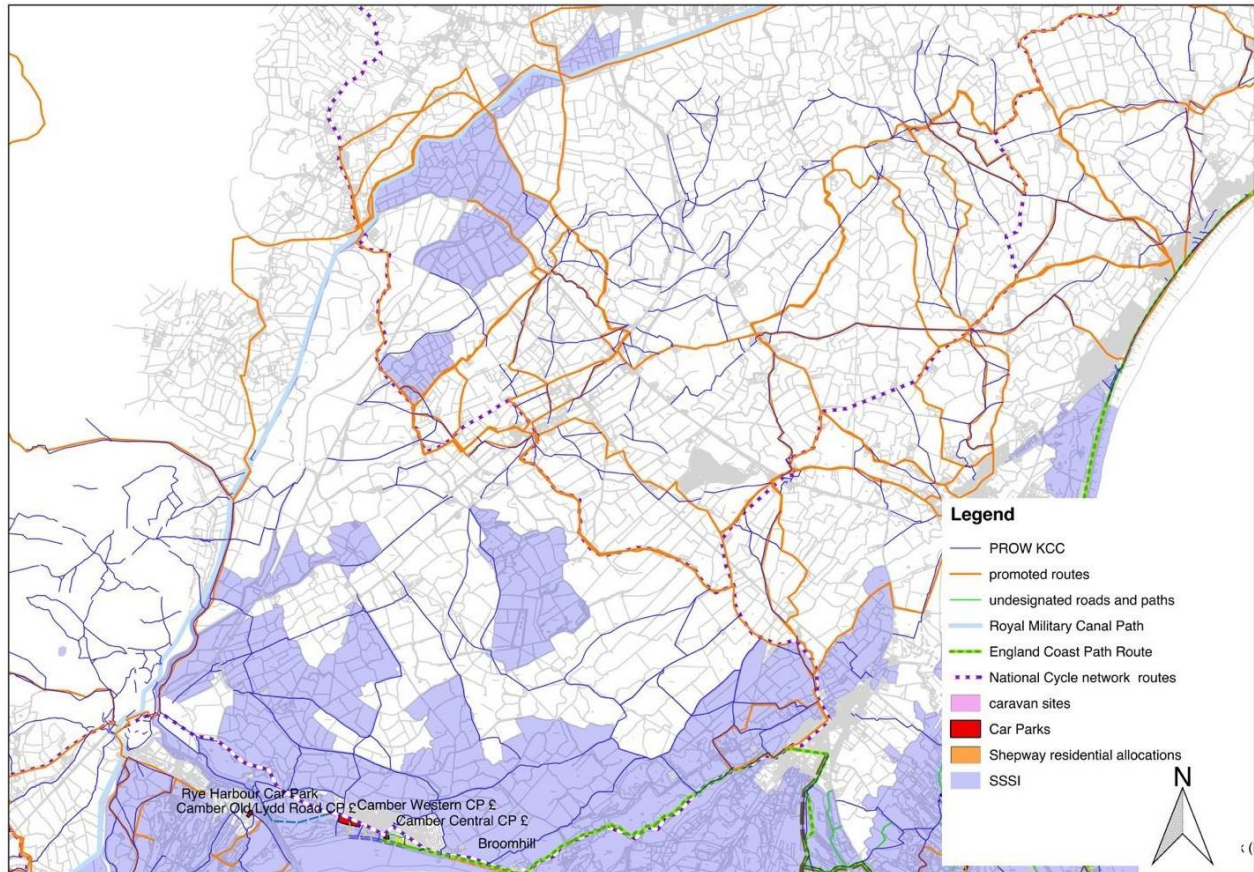 Rye Harbour Car Park
Camber Old Lydd Road CP £
Camber Western CP £
Camber Central CP £
Broomhill
Legend
PROW KCC
promoted routes
undesignated roads and paths
Royal Military Canal Path
England Coast Path Route
National Cycle network routes
caravan sites
Car Parks
Shepway residential allocations
SSSI
N